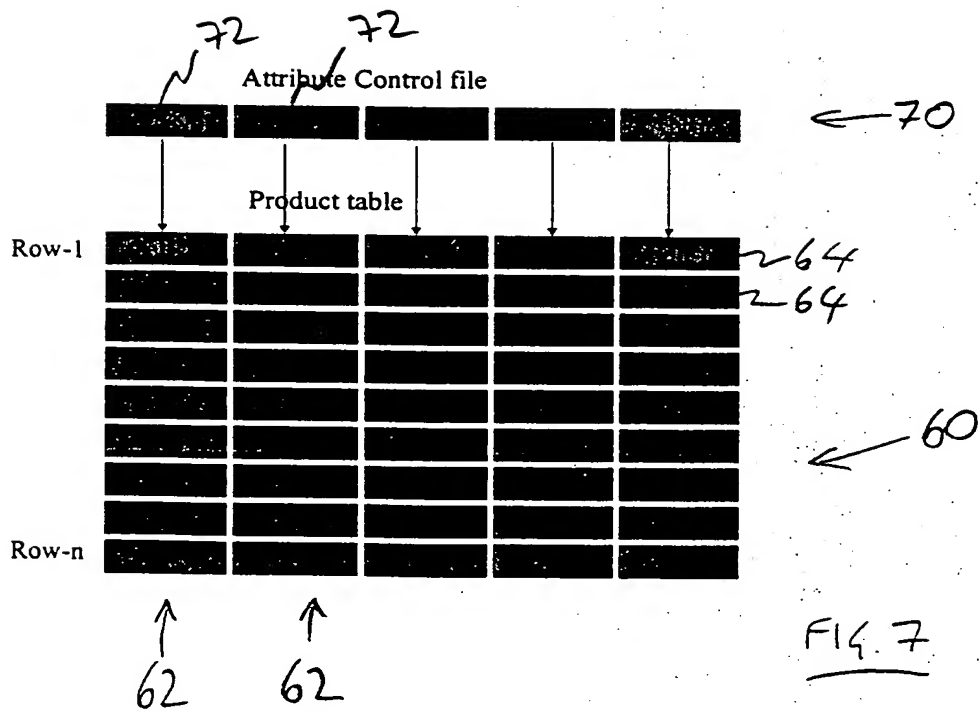 72 72
Attribute Control file
70
Product table
Row-1
64
64
60
Row-n
62 62
FIG. 7